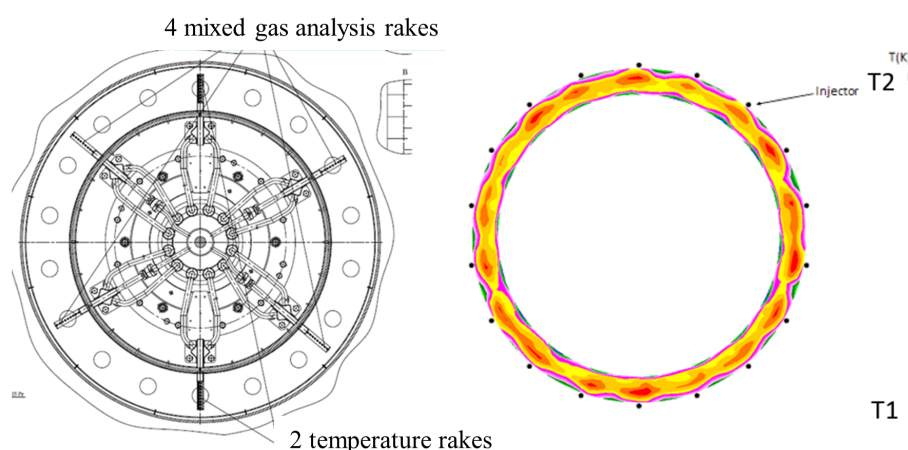 4 mixed gas analysis rakes
B
T(K
T2
Injector
T1
2 temperature rakes